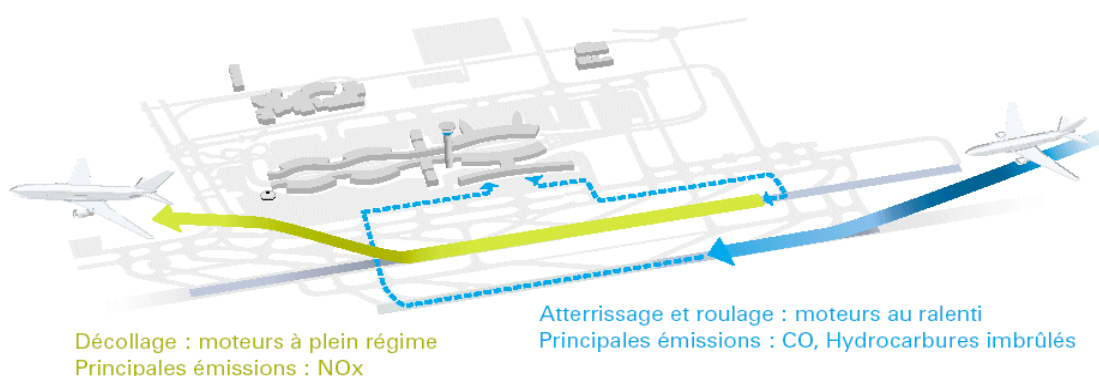 Atterrissage et roulage : moteurs au ralenti
Principales émissions : CO, Hydrocarbures imbrûlés
Décollage : moteurs à plein régime
Principales émissions : NOx